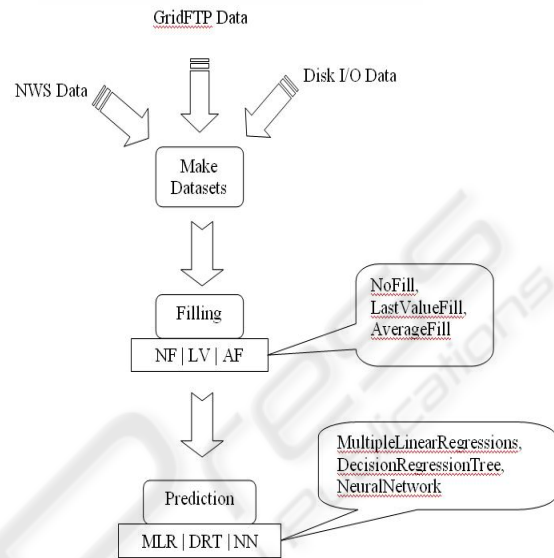 GridFTP Data
NWS Data
Disk I/O Data
Make
Datasets
Filling
NF | LV | AF
NoFill,
LastValueFill,
AverageFill
Prediction
MLR | DRT | NN
MultipleLinearRegressions,
DecisionRegressionTree,
NeuralNetwork